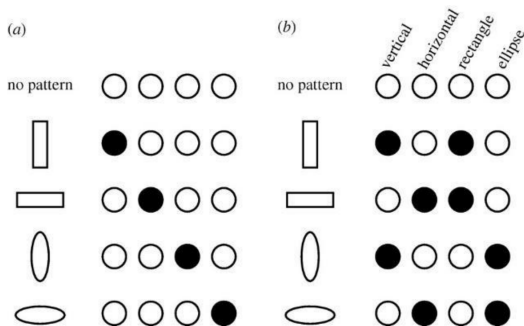 (a)
no pattern
(b)
vertical
horizontal
rectangle
ellipse
no pattern